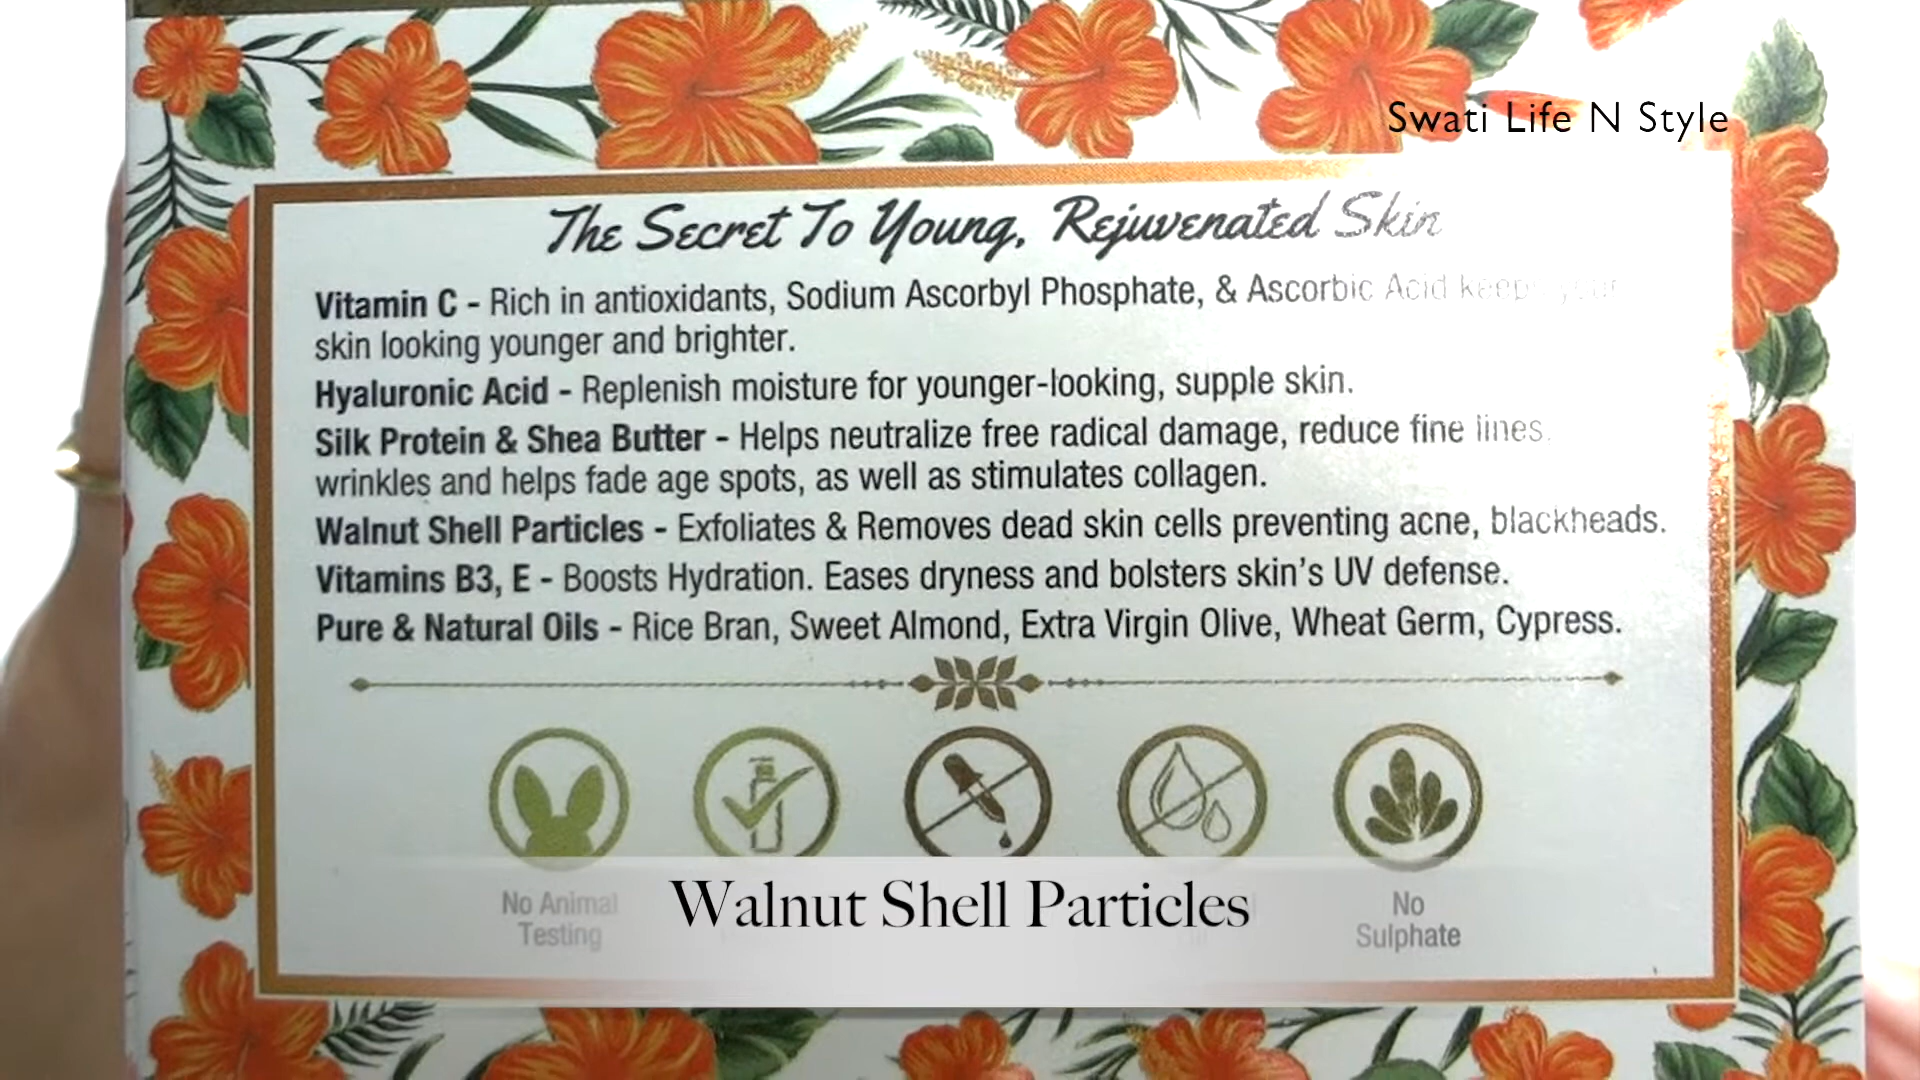 Swati Life N Style
The Secret To Young, Rejuvenated Skin
Vitamin C - Rich in antioxidants, Sodium Ascorbyl Phosphate, & Ascorbic Acid keeps your
skin looking younger and brighter.
Hyaluronic Acid - Replenish moisture for younger-looking, supple skin.
Silk Protein & Shea Butter - Helps neutralize free radical damage, reduce fine lines,
wrinkles and helps fade age spots, as well as stimulates collagen.
Walnut Shell Particles - Exfoliates & Removes dead skin cells preventing acne, blackheads.
Vitamins B3, E - Boosts Hydration. Eases dryness and bolsters skin's UV defense.
Pure & Natural Oils - Rice Bran, Sweet Almond, Extra Virgin Olive, Wheat Germ, Cypress.
No Animal
Testing
Walnut Shell Particles
No
Sulphate